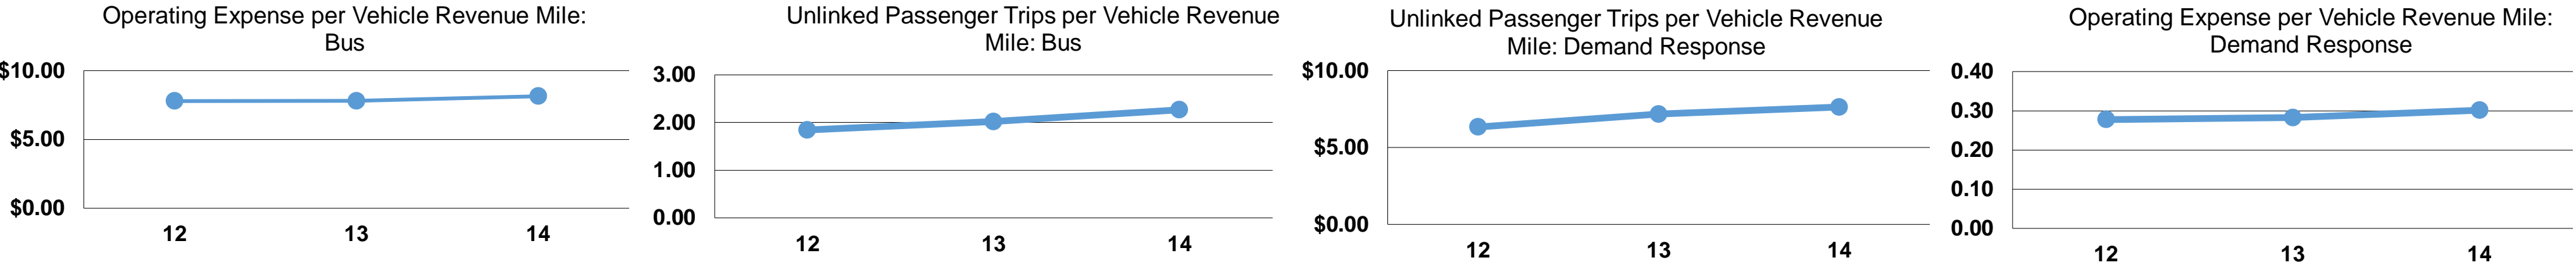 Operating Expense per Vehicle Revenue Mile:
Bus
$10.00
$5.00
$0.00
12 13 14
Unlinked Passenger Trips per Vehicle Revenue
Mile: Bus
3.00
2.00
1.00
0.00
12 13 14
Unlinked Passenger Trips per Vehicle Revenue
Mile: Demand Response
$10.00
$5.00
$0.00
12 13 14
Operating Expense per Vehicle Revenue Mile:
Demand Response
0.40
0.30
0.20
0.10
0.00
12 13 14